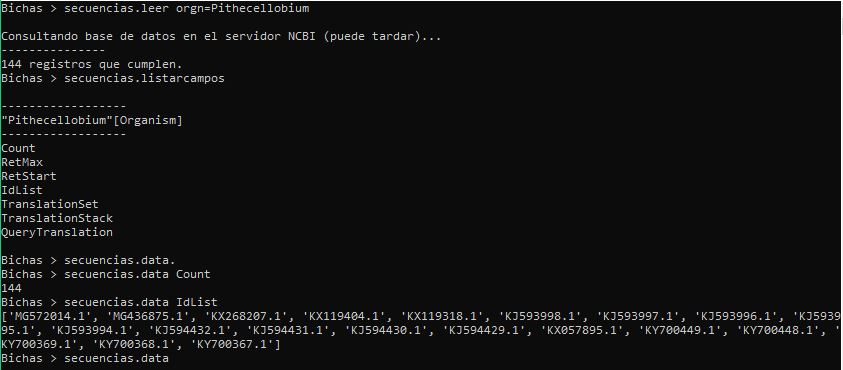 Bichas > secuencias.leer orgn=Pithecellobium
Consultando base de datos en el servidor NCBI (puede tardar)...
---------------
144 registros que cumplen.
Bichas > secuencias.listarcampos
------------------
"Pithecellobium"[Organism]
------------------
Count
RetMax
RetStart
IdList
TranslationSet
TranslationStack
QueryTranslation
Bichas > secuencias.data.
Bichas > secuencias.data Count
144
Bichas > secuencias.data IdList
['MG572014.1', 'MG436875.1', 'KX268207.1', 'KX119404.1', 'KX119318.1', 'KJ593998.1', 'KJ593997.1', 'KJ593996.1', 'KJ5939
95.1', 'KJ593994.1', 'KJ594432.1', 'KJ594431.1', 'KJ594430.1', 'KJ594429.1', 'KX057895.1', 'KY700449.1', 'KY700448.1', '
KY700369.1', 'KY700368.1', 'KY700367.1']
Bichas > secuencias.data